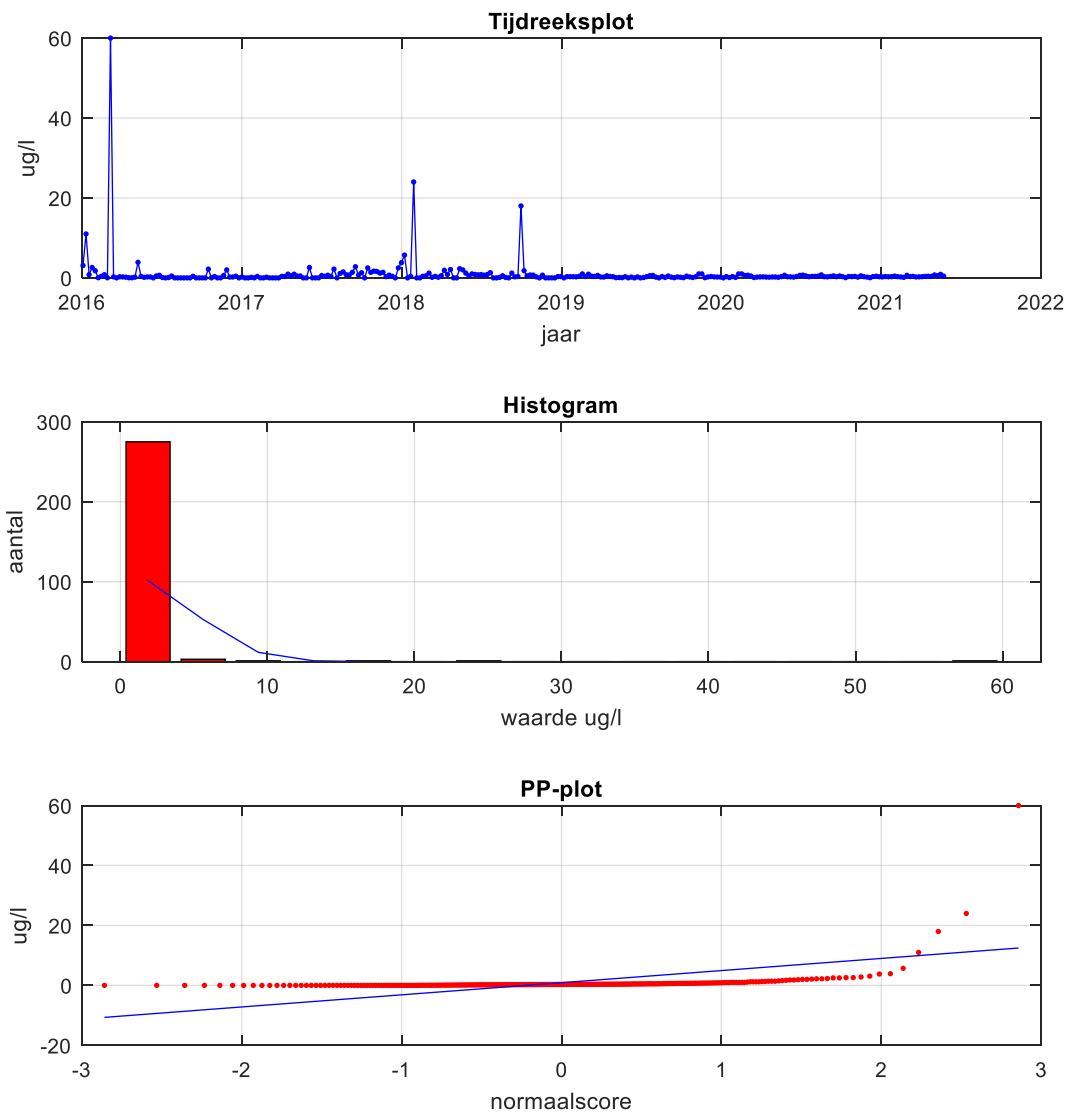 Tijdreeksplot
60
40
20
0
ug/l
2016 2017 2018 2019 2020 2021 2022
jaar
Histogram
300
200
100
0
aantal
0 10 20 30 40 50 60
waarde ug/l
PP-plot
60
40
20
0
-20
ug/l
-3 -2 -1 0 1 2 3
normaalscore